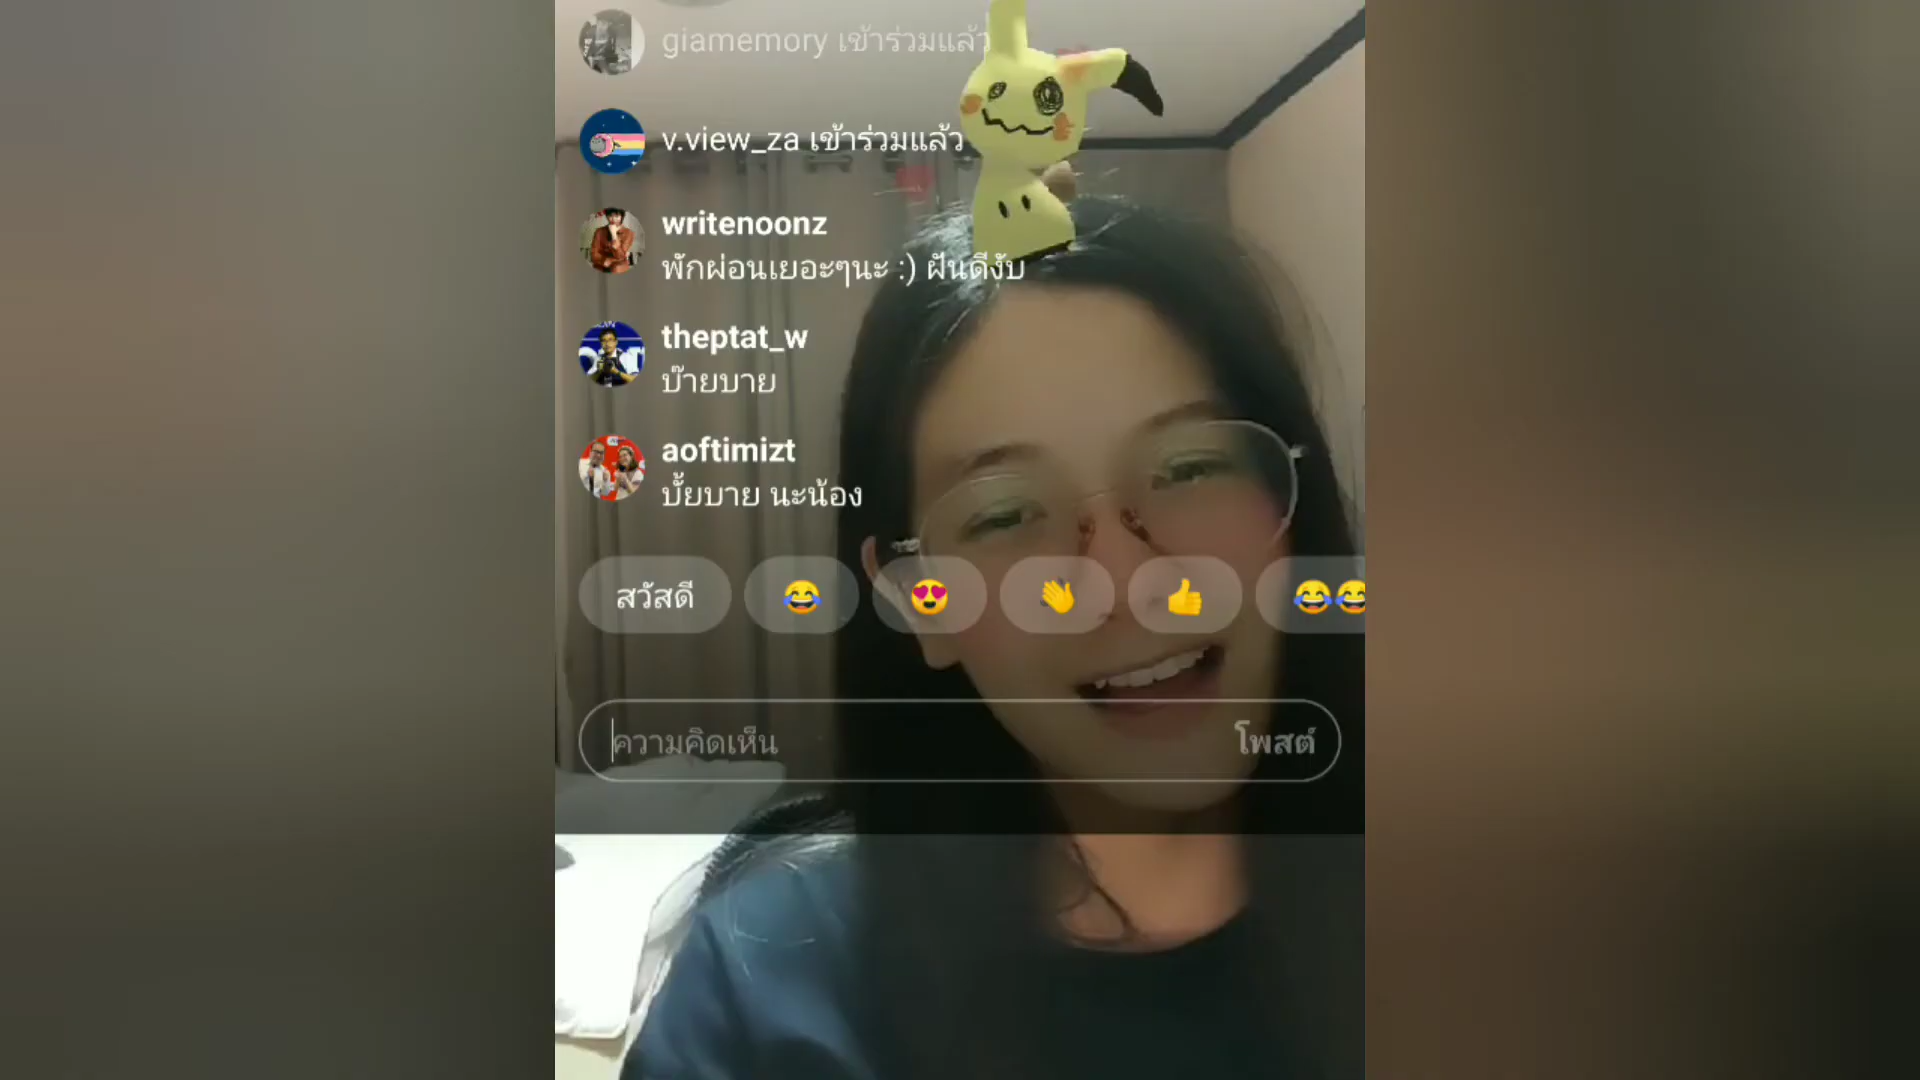 giamemory เข้าร่วมแล้ว
v.view_za เข้าร่วมแล้ว
writenoonz
พักผ่อนเยอะๆนะ :) ฝันดีงับ
theptat_w
บ๊ายบาย
aoftimizt
บั้ยบาย นะน้อง
สวัสดี 😂 😍 👋 👍 😂😂
ความคิดเห็น โพสต์